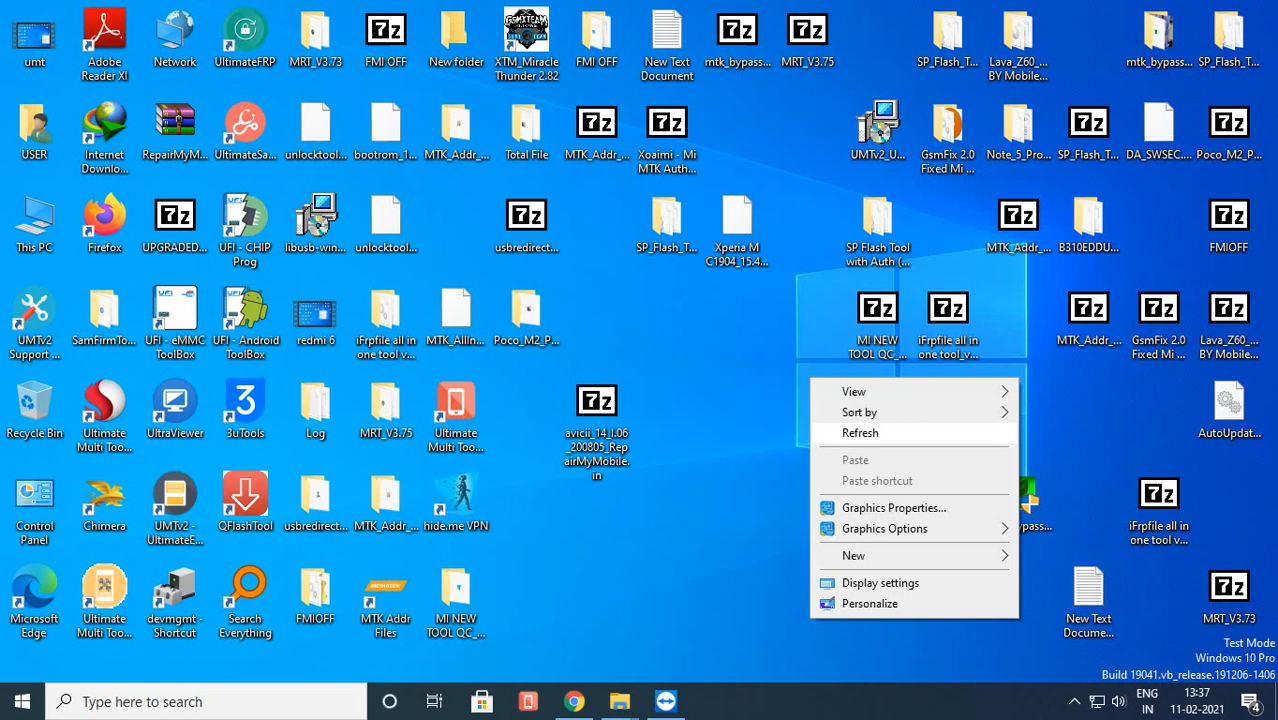 umt
Adobe
Reader XI
Network
UltimateFRP
MRT_V3.73
FMI OFF
New folder
GSMXTEAM
XTM_Miracle
Thunder 2.82
FMI OFF
New Text
Document
mtk_bypass...
MRT_V3.75
SP_Flash_T...
Lava_Z60_...
BY Mobile...
mtk_bypass...
SP_Flash_T...
USER
Internet
Downlo...
RepairMyM...
UltimateSa...
unlocktool...
bootrom_1...
MTK_Addr_...
Total File
MTK_Addr_...
Xoaimi - Mi
MTK Auth...
UMTv2_U...
GsmFix 2.0
Fixed Mi ...
Note_5_Pro...
SP_Flash_T...
DA_SWSEC....
Poco_M2_P...
This PC
Firefox
UPGRADED...
UFI - CHIP
Prog
libusb-win...
unlocktool...
usbredirect...
SP_Flash_T...
Xperia M
C1904_15.4...
SP Flash Tool
with Auth (...
MTK_Addr_...
B310EDDU...
FMIOFF
UMTv2
Support ...
SamFirmTo...
UFI - eMMC
ToolBox
UFI - Android
ToolBox
redmi 6
iFrpfile all in
one tool v...
MTK_AllIn...
Poco_M2_P...
MI NEW
TOOL QC_...
iFrpfile all in
one tool_v...
MTK_Addr_...
GsmFix 2.0
Fixed Mi ...
Lava_Z60_...
BY Mobile...
Recycle Bin
Ultimate
Multi Too...
UltraViewer
3uTools
Log
MRT_V3.75
Ultimate
Multi Too...
avicii_14_I.06
_200805_Rep
airMyMobile.
in
AutoUpdat...
View
Sort by
Refresh
Paste
Paste shortcut
Graphics Properties...
Graphics Options
New
Display settings
Personalize
Control
Panel
Chimera
UMTv2 -
UltimateE...
QFlashTool
usbredirect...
MTK_Addr_...
hide.me VPN
ypass...
iFrpfile all in
one tool v...
Microsoft
Edge
Ultimate
Multi Too...
devmgmt -
Shortcut
Search
Everything
FMIOFF
MEDIATEK
MTK Addr
Files
MI NEW
TOOL QC_...
New Text
Docume...
MRT_V3.73
Test Mode
Windows 10 Pro
Build 19041.vb_release.191206-1406
Type here to search
ENG
IN
13:37
11-02-2021
4